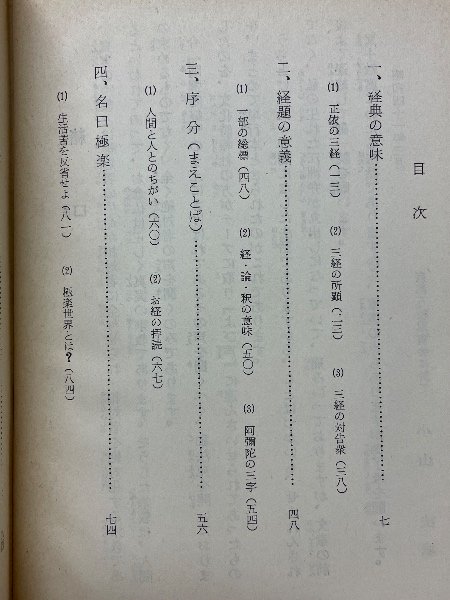 目次
一、経典の意味……………………………七
(1) 正依の三経(一三) (2) 三経の所顕(二三) (3) 三経の対告衆(三八)
二、経題の意義……………………………四八
(1) 一部の総標(四八) (2) 経・論・釈の意味(五〇) (3) 阿彌陀の三字(五四)
三、序分(まえことば)……………………………五六
(1) 人間と人とのちがい(六〇) (2) お経の拝読(六七)
四、名曰極楽……………………………七四
(1) 生活苦を反省せよ(八一) (2) 極楽世界とは?(八四)